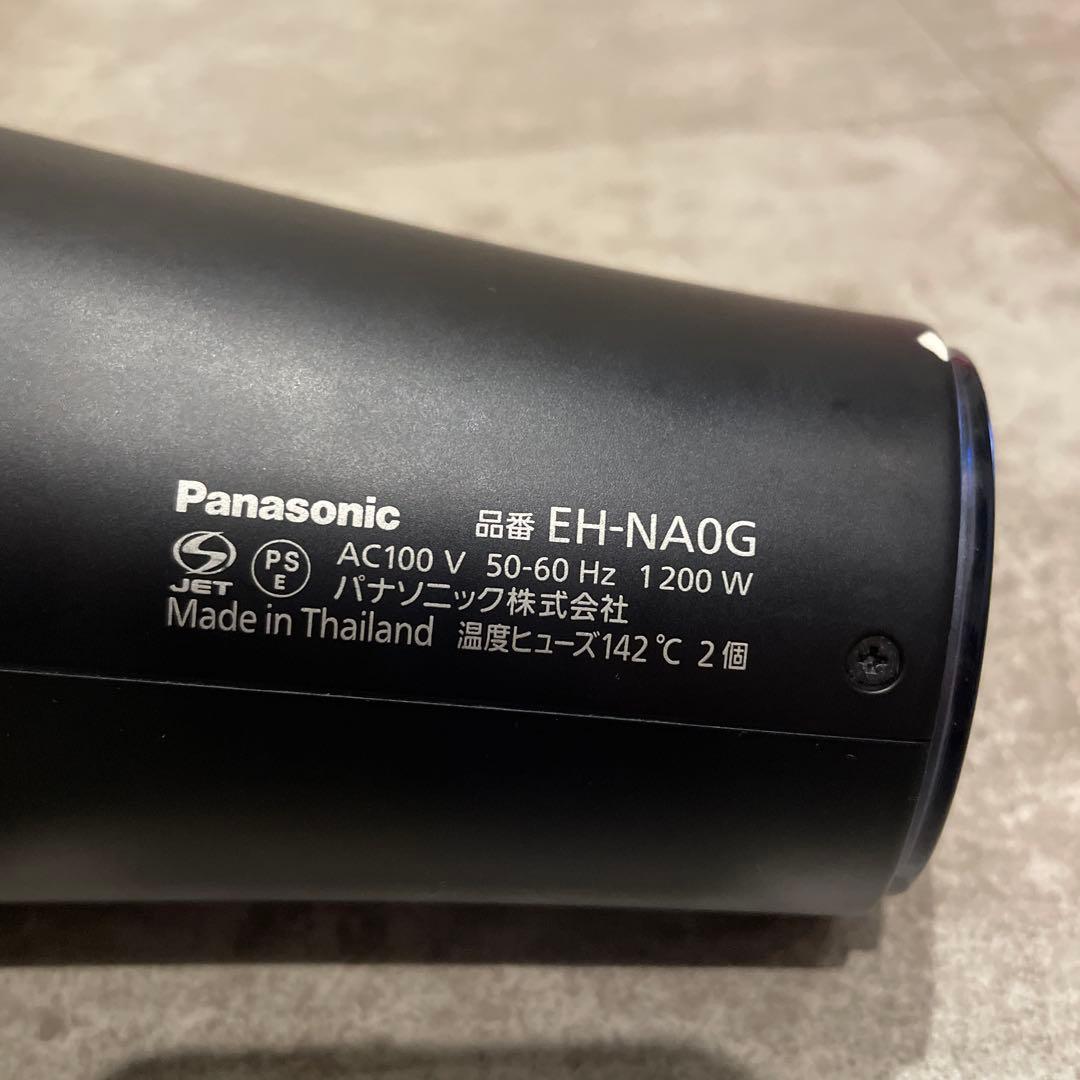 Panasonic 品番 EH-NA0G
JET PS E AC100 V 50-60 Hz 1200 W
パナソニック株式会社
Made in Thailand 温度ヒューズ142℃ 2個